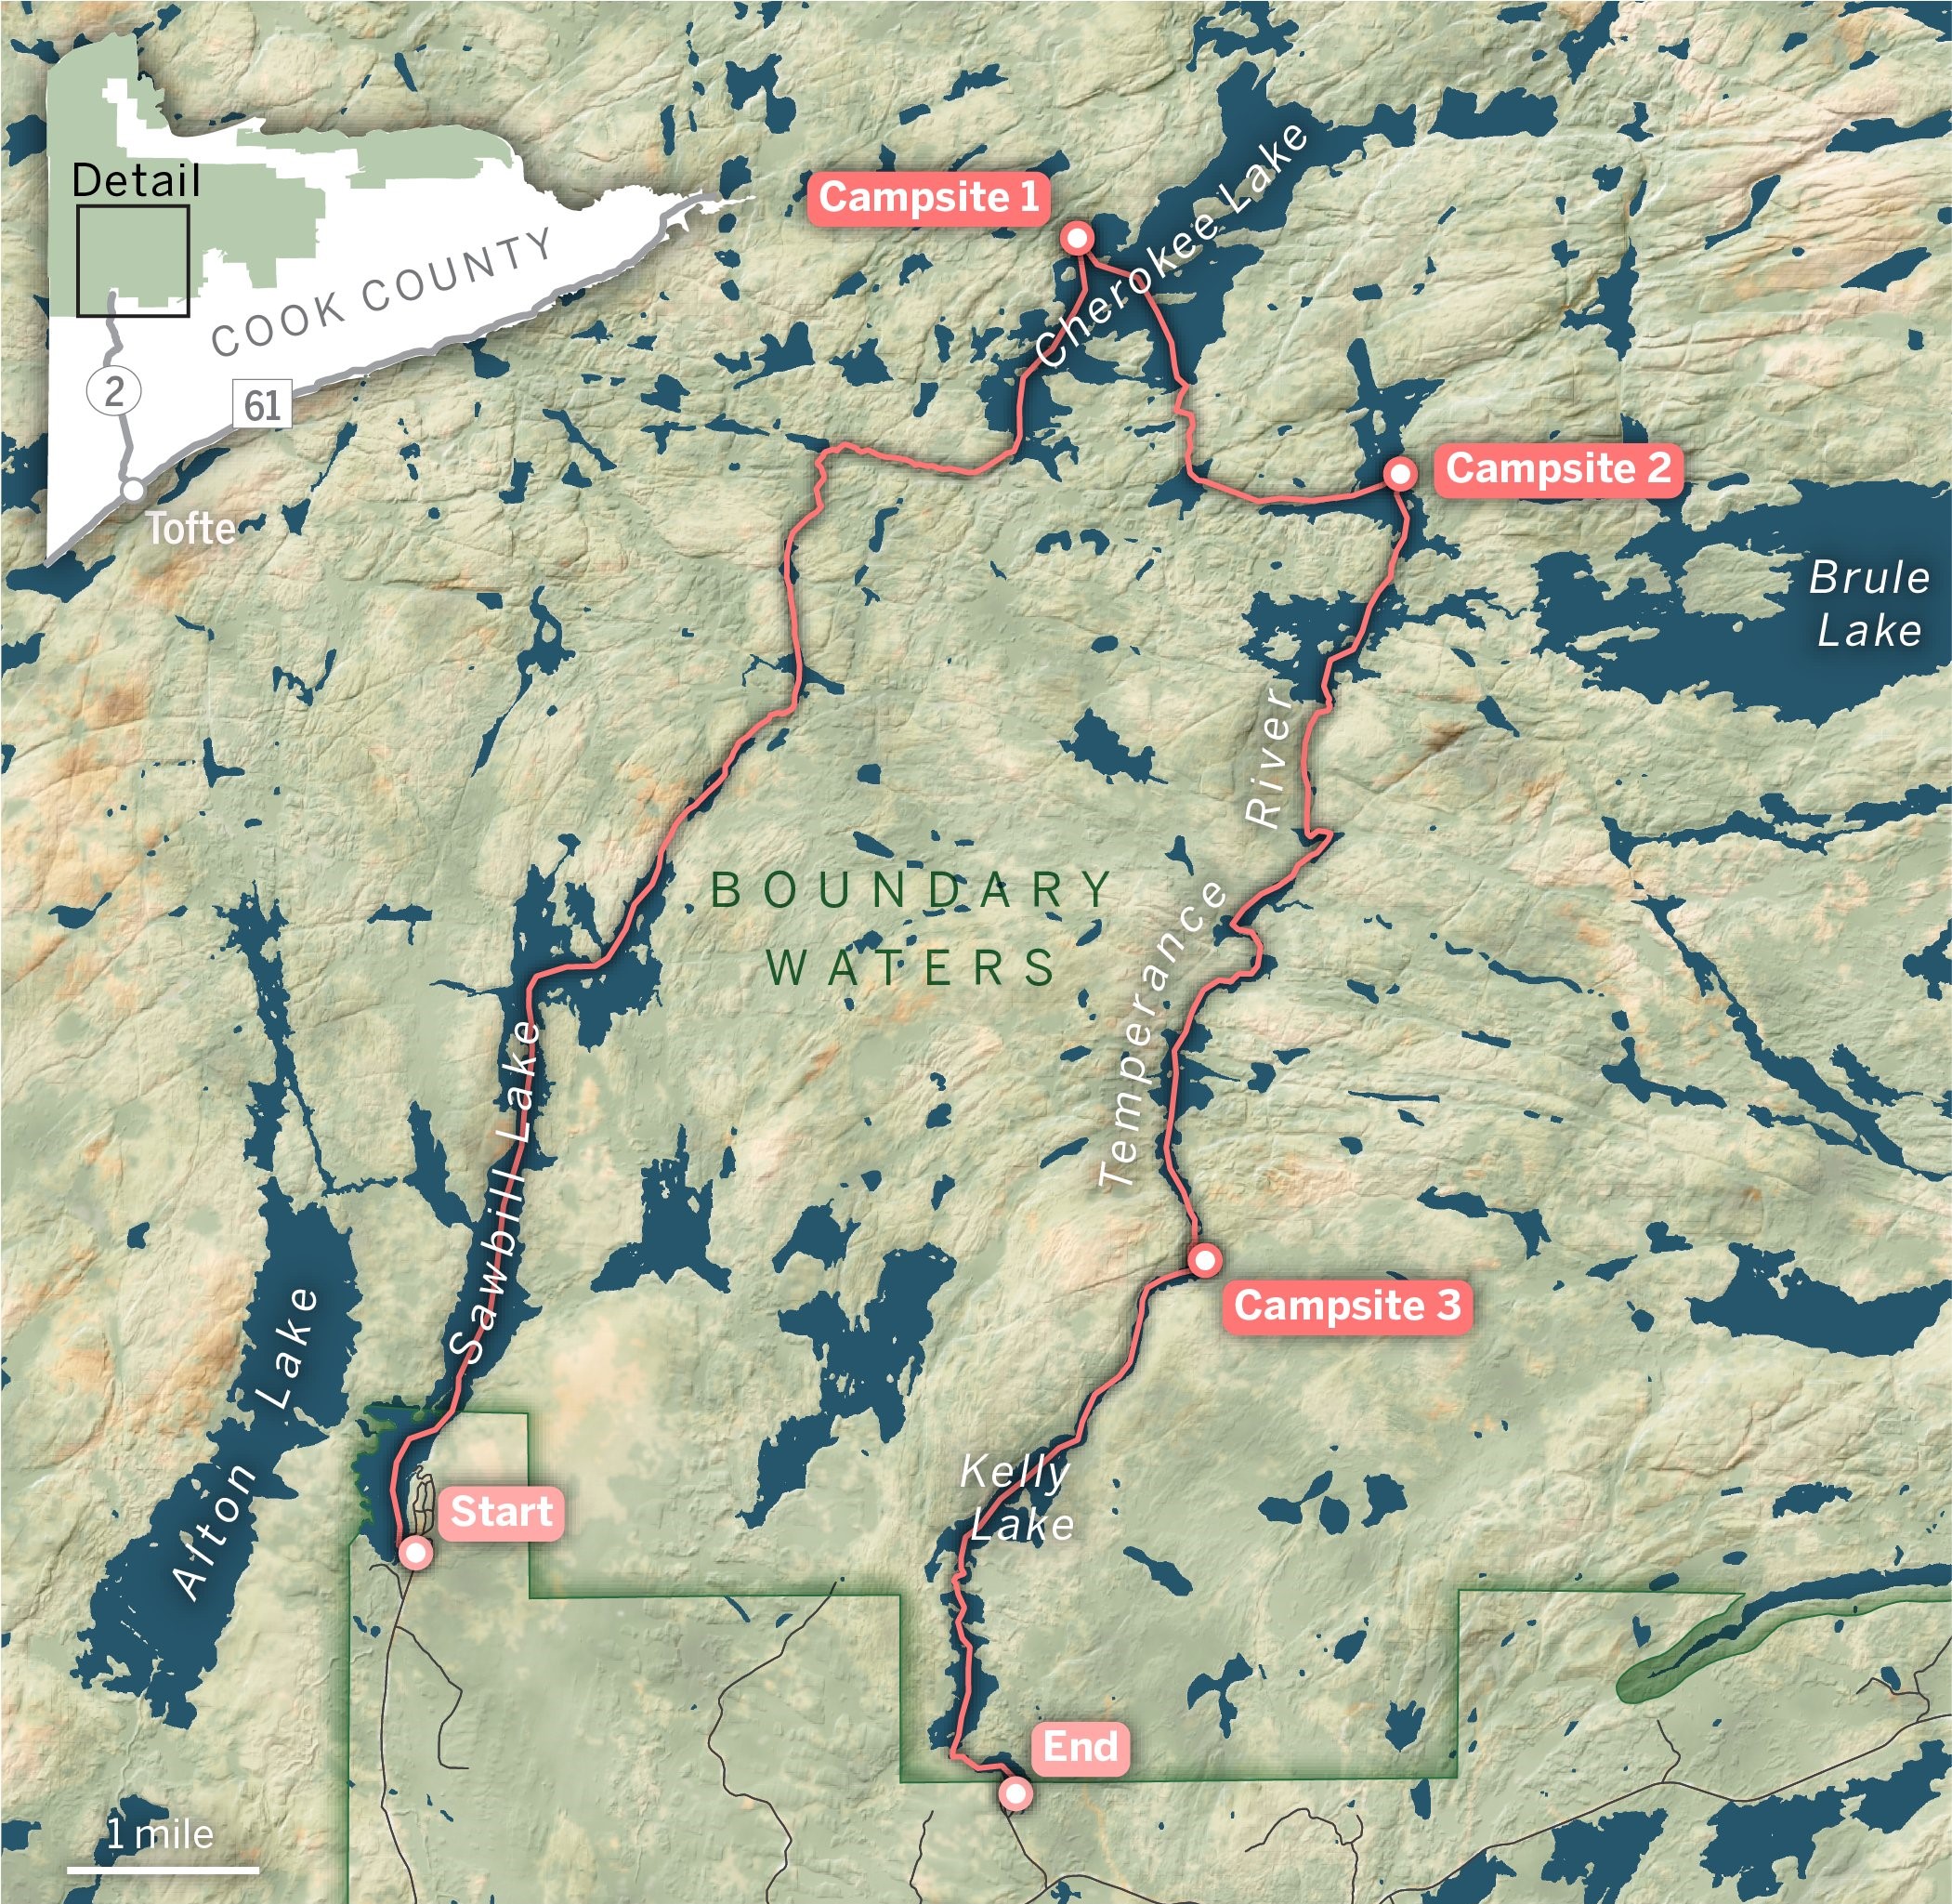 Detail
COOK COUNTY
2
61
Tofte
Campsite 1
Cherokee Lake
Campsite 2
Brule
Lake
Temperance River
BOUNDARY
WATERS
Sawbill Lake
Alton Lake
Campsite 3
Kelly
Lake
Start
End
1 mile